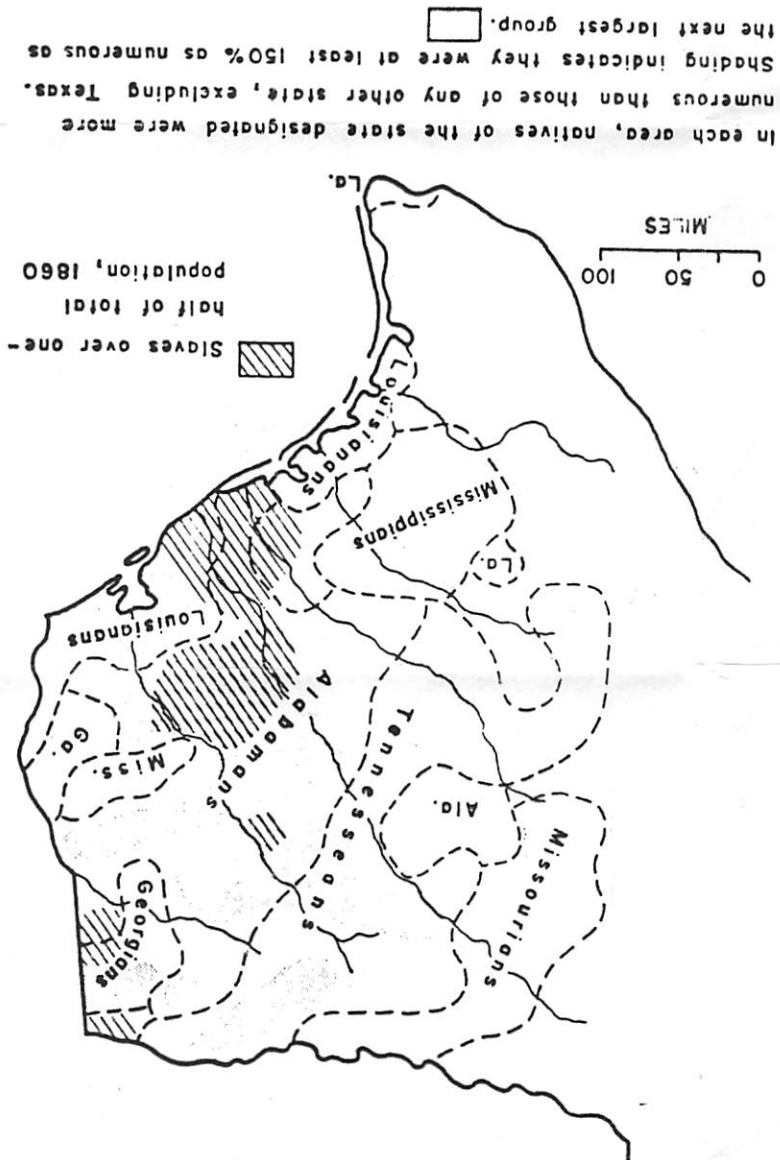 Missourians
Georgians
Ala.
Tennesseans
Miss.
Alabamans
Ga.
Louisianans
La.
Mississippians
Louisianans
Slaves over one-
half of total
population, 1860
0 50 100
MILES
La.
In each area, natives of the state designated were more
numerous than those of any other state, excluding Texas.
Shading indicates they were at least 150% as numerous as
the next largest group.